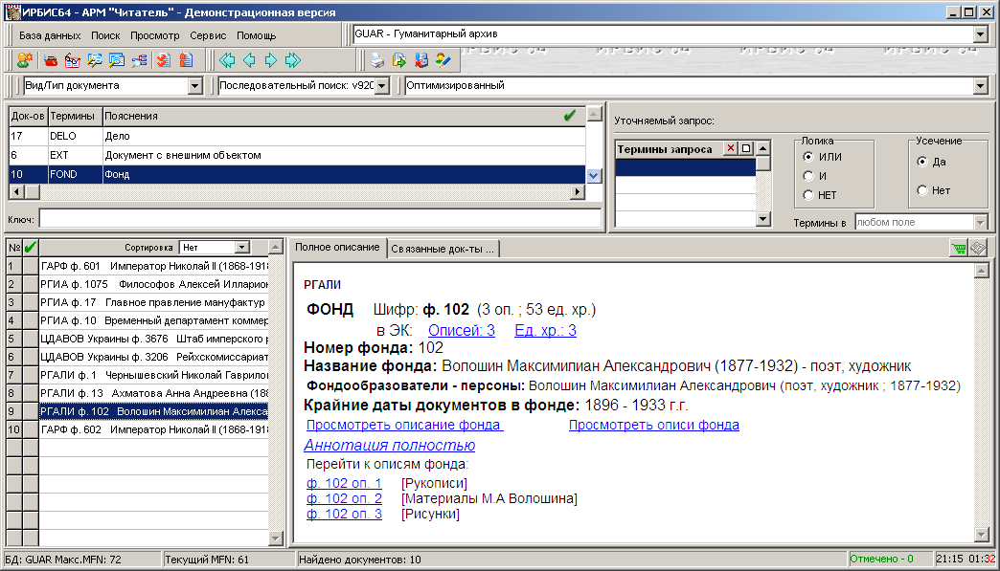 ИРБИС64 - АРМ "Читатель" - Демонстрационная версия
База данных Поиск Просмотр Сервис Помощь
GUAR - Гуманитарный архив
Вид/Тип документа
Последовательный поиск: v920
Оптимизированный
Док-ов Термины Пояснения
17 DELO Дело
6 EXT Документ с внешним объектом
10 FOND Фонд
Ключ:
Уточняемый запрос:
Термины запроса
Логика
ИЛИ
И
НЕТ
Усечение
Да
Нет
Термины в любом поле
№ Сортировка Нет
1 ГАРФ ф. 601 Император Николай II (1868-1918
2 РГИА ф. 1075 Философов Алексей Илларион
3 РГИА ф. 17 Главное правление мануфактур
4 РГИА ф. 10 Временный департамент коммер
5 ЦДАВОВ Украины ф. 3676 Штаб имперского р
6 ЦДАВОВ Украины ф. 3206 Рейхскомиссариат
7 РГАЛИ ф. 1 Чернышевский Николай Гаврилов
8 РГАЛИ ф. 13 Ахматова Анна Андреевна (188
9 РГАЛИ ф. 102 Волошин Максимилиан Алекса
10 ГАРФ ф. 602 Император Николай II (1868-1918
Полное описание
Связанные док-ты ...
РГАЛИ
ФОНД Шифр: ф. 102 (3 оп. ; 53 ед. хр.)
в ЭК: Описей: 3 Ед. хр.: 3
Номер фонда: 102
Название фонда: Волошин Максимипиан Александрович (1877-1932) - поэт, художник
Фондообразователи - персоны: Волошин Максимилиан Александрович (поэт, художник ; 1877-1932)
Крайние даты документов в фонде: 1896 - 1933 г.г.
Просмотреть описание фонда Просмотреть описи фонда
Аннотация полностью
Перейти к описям фонда:
ф. 102 оп. 1 [Рукописи]
ф. 102 оп. 2 [Материалы М.А Волошина]
ф. 102 оп. 3 [Рисунки]
БД: GUAR Макс.MFN: 72
Текущий MFN: 61
Найдено документов: 10
Отмечено - 0
21:15 01:32